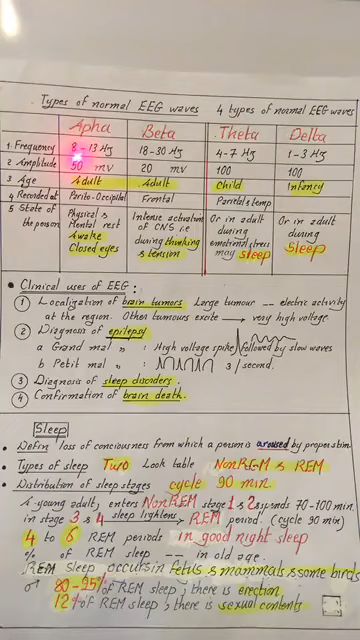 Types of normal EEG waves 4 types of normal EEG waves
Apha Beta Theta Delta
1. Frequency 8-13 Hz 18-30 Hz 4-7 Hz 1-3 Hz
2 Amplitude 50 mv 20 mv 100 100
3 Age Adult Adult Child Infancy
4 Recorded at Parito-Occipital Frontal Parietal & temp
5 State of the person Physical & Mental rest Awake Closed eyes Intense activation of CNS i.e during thinking & tension Or in adult during emotional stress may sleep Or in adult during Sleep
• Clinical uses of EEG:
① Localization of brain tumors Large tumour — electric activity
at the region. Other tumours excite → very high voltage.
② Diagnosis of epilepsy
a Grand mal ,, : High voltage spike followed by slow waves
b Petit mal ,, : 3/second.
③ Diagnosis of sleep disorders.
④ Confirmation of brain death.
Sleep
• Defin loss of conciousness from which a person is aroused by proper stim.
• Types of sleep Two Look table NonREM & REM
• Distribution of sleep stages cycle 90 min.
A young adult, enters NonREM stage 1 & 2 spends 70-100 min.
in stage 3 & 4 sleep lightens, REM period. (cycle 90 min)
4 to 6 REM periods in good night sleep
% of REM sleep -- in old age.
REM sleep occurs in fetus & mammals & some birds
80-95% of REM sleep, there is erection
12% of REM sleep, there is sexual contents